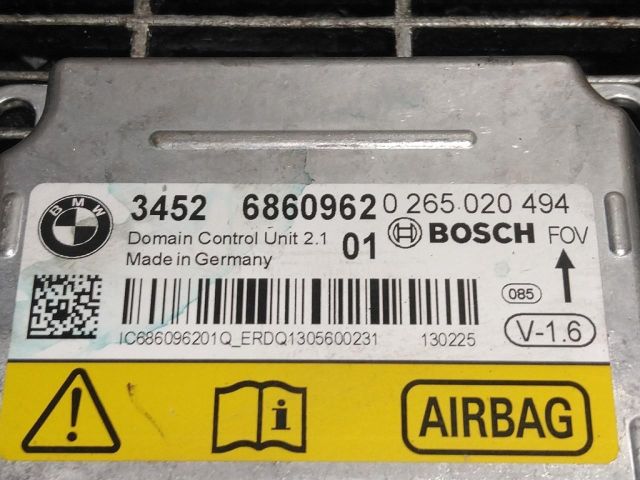 BMW
3452 6860962 0 265 020 494
Domain Control Unit 2.1 01 BOSCH FOV
Made in Germany
085
IC686096201Q_ERDQ1305600231 130225 V-1.6
AIRBAG